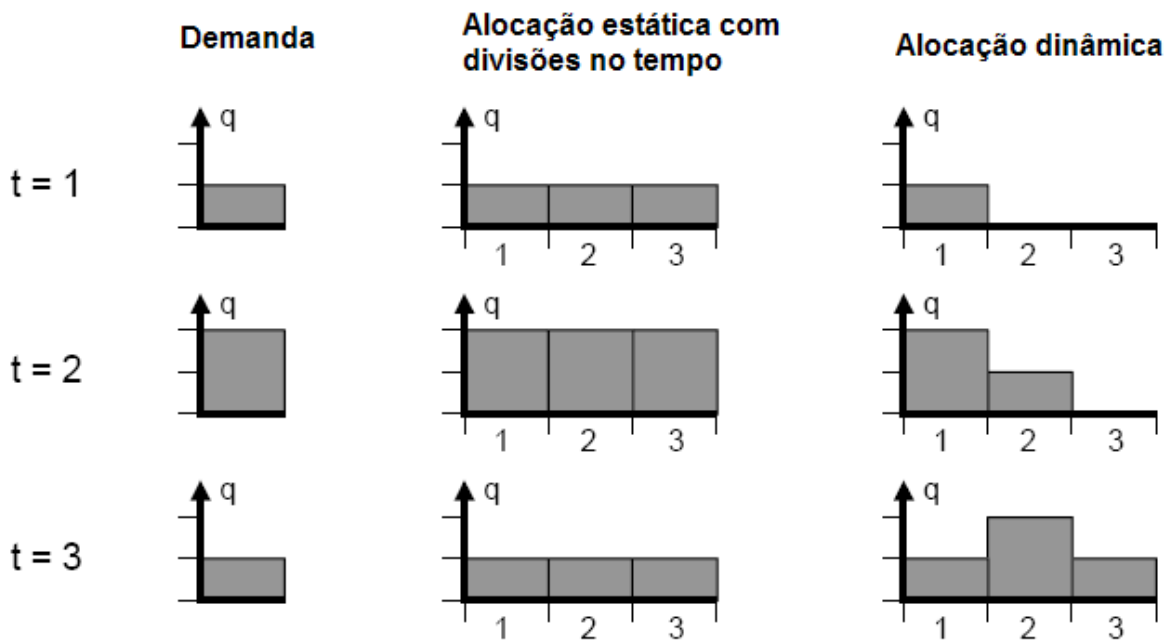 Demanda
Alocação estática com
divisões no tempo
Alocação dinâmica
t = 1
q
q
q
1 2 3
1 2 3
t = 2
q
q
q
1 2 3
1 2 3
t = 3
q
q
q
1 2 3
1 2 3